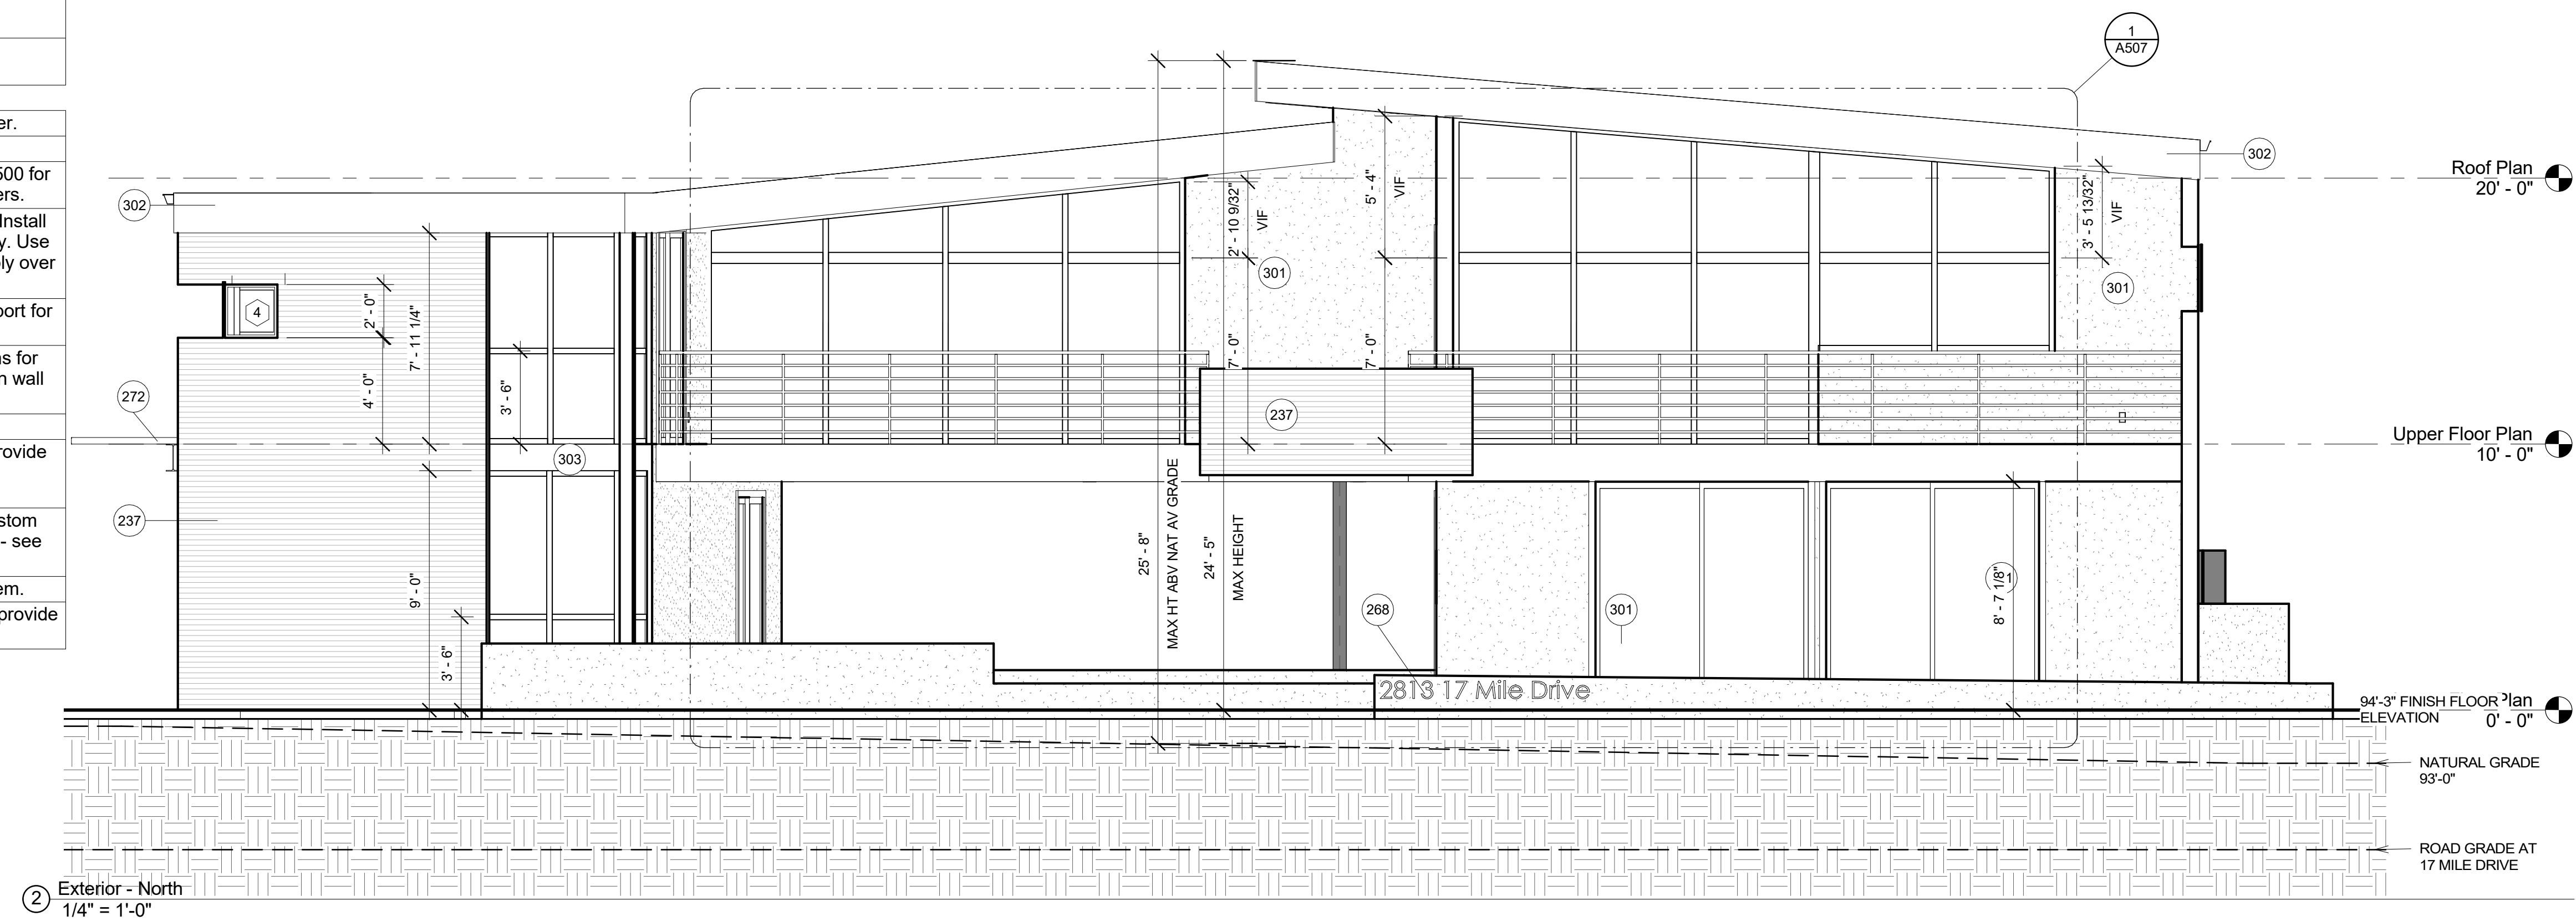 er.
500 for
ers.
Install
y. Use
ply over
port for
ns for
n wall
rovide
stom
- see
em.
provide
1
A507
302
302
Roof Plan
20' - 0"
2' - 10 9/32"
VIF
5' - 4"
VIF
3' - 5 13/32"
VIF
301
301
4
2' - 0"
7' - 11 1/4"
4' - 0"
3' - 6"
7' - 0"
7' - 0"
272
237
Upper Floor Plan
10' - 0"
303
237
9' - 0"
3' - 6"
25' - 8"
MAX HT ABV NAT AV GRADE
24' - 5"
MAX HEIGHT
268
301
8' - 7 1/8"
1
2813 17 Mile Drive
94'-3" FINISH FLOOR
ELEVATION
Plan
0' - 0"
NATURAL GRADE
93'-0"
ROAD GRADE AT
17 MILE DRIVE
2
Exterior - North
1/4" = 1'-0"